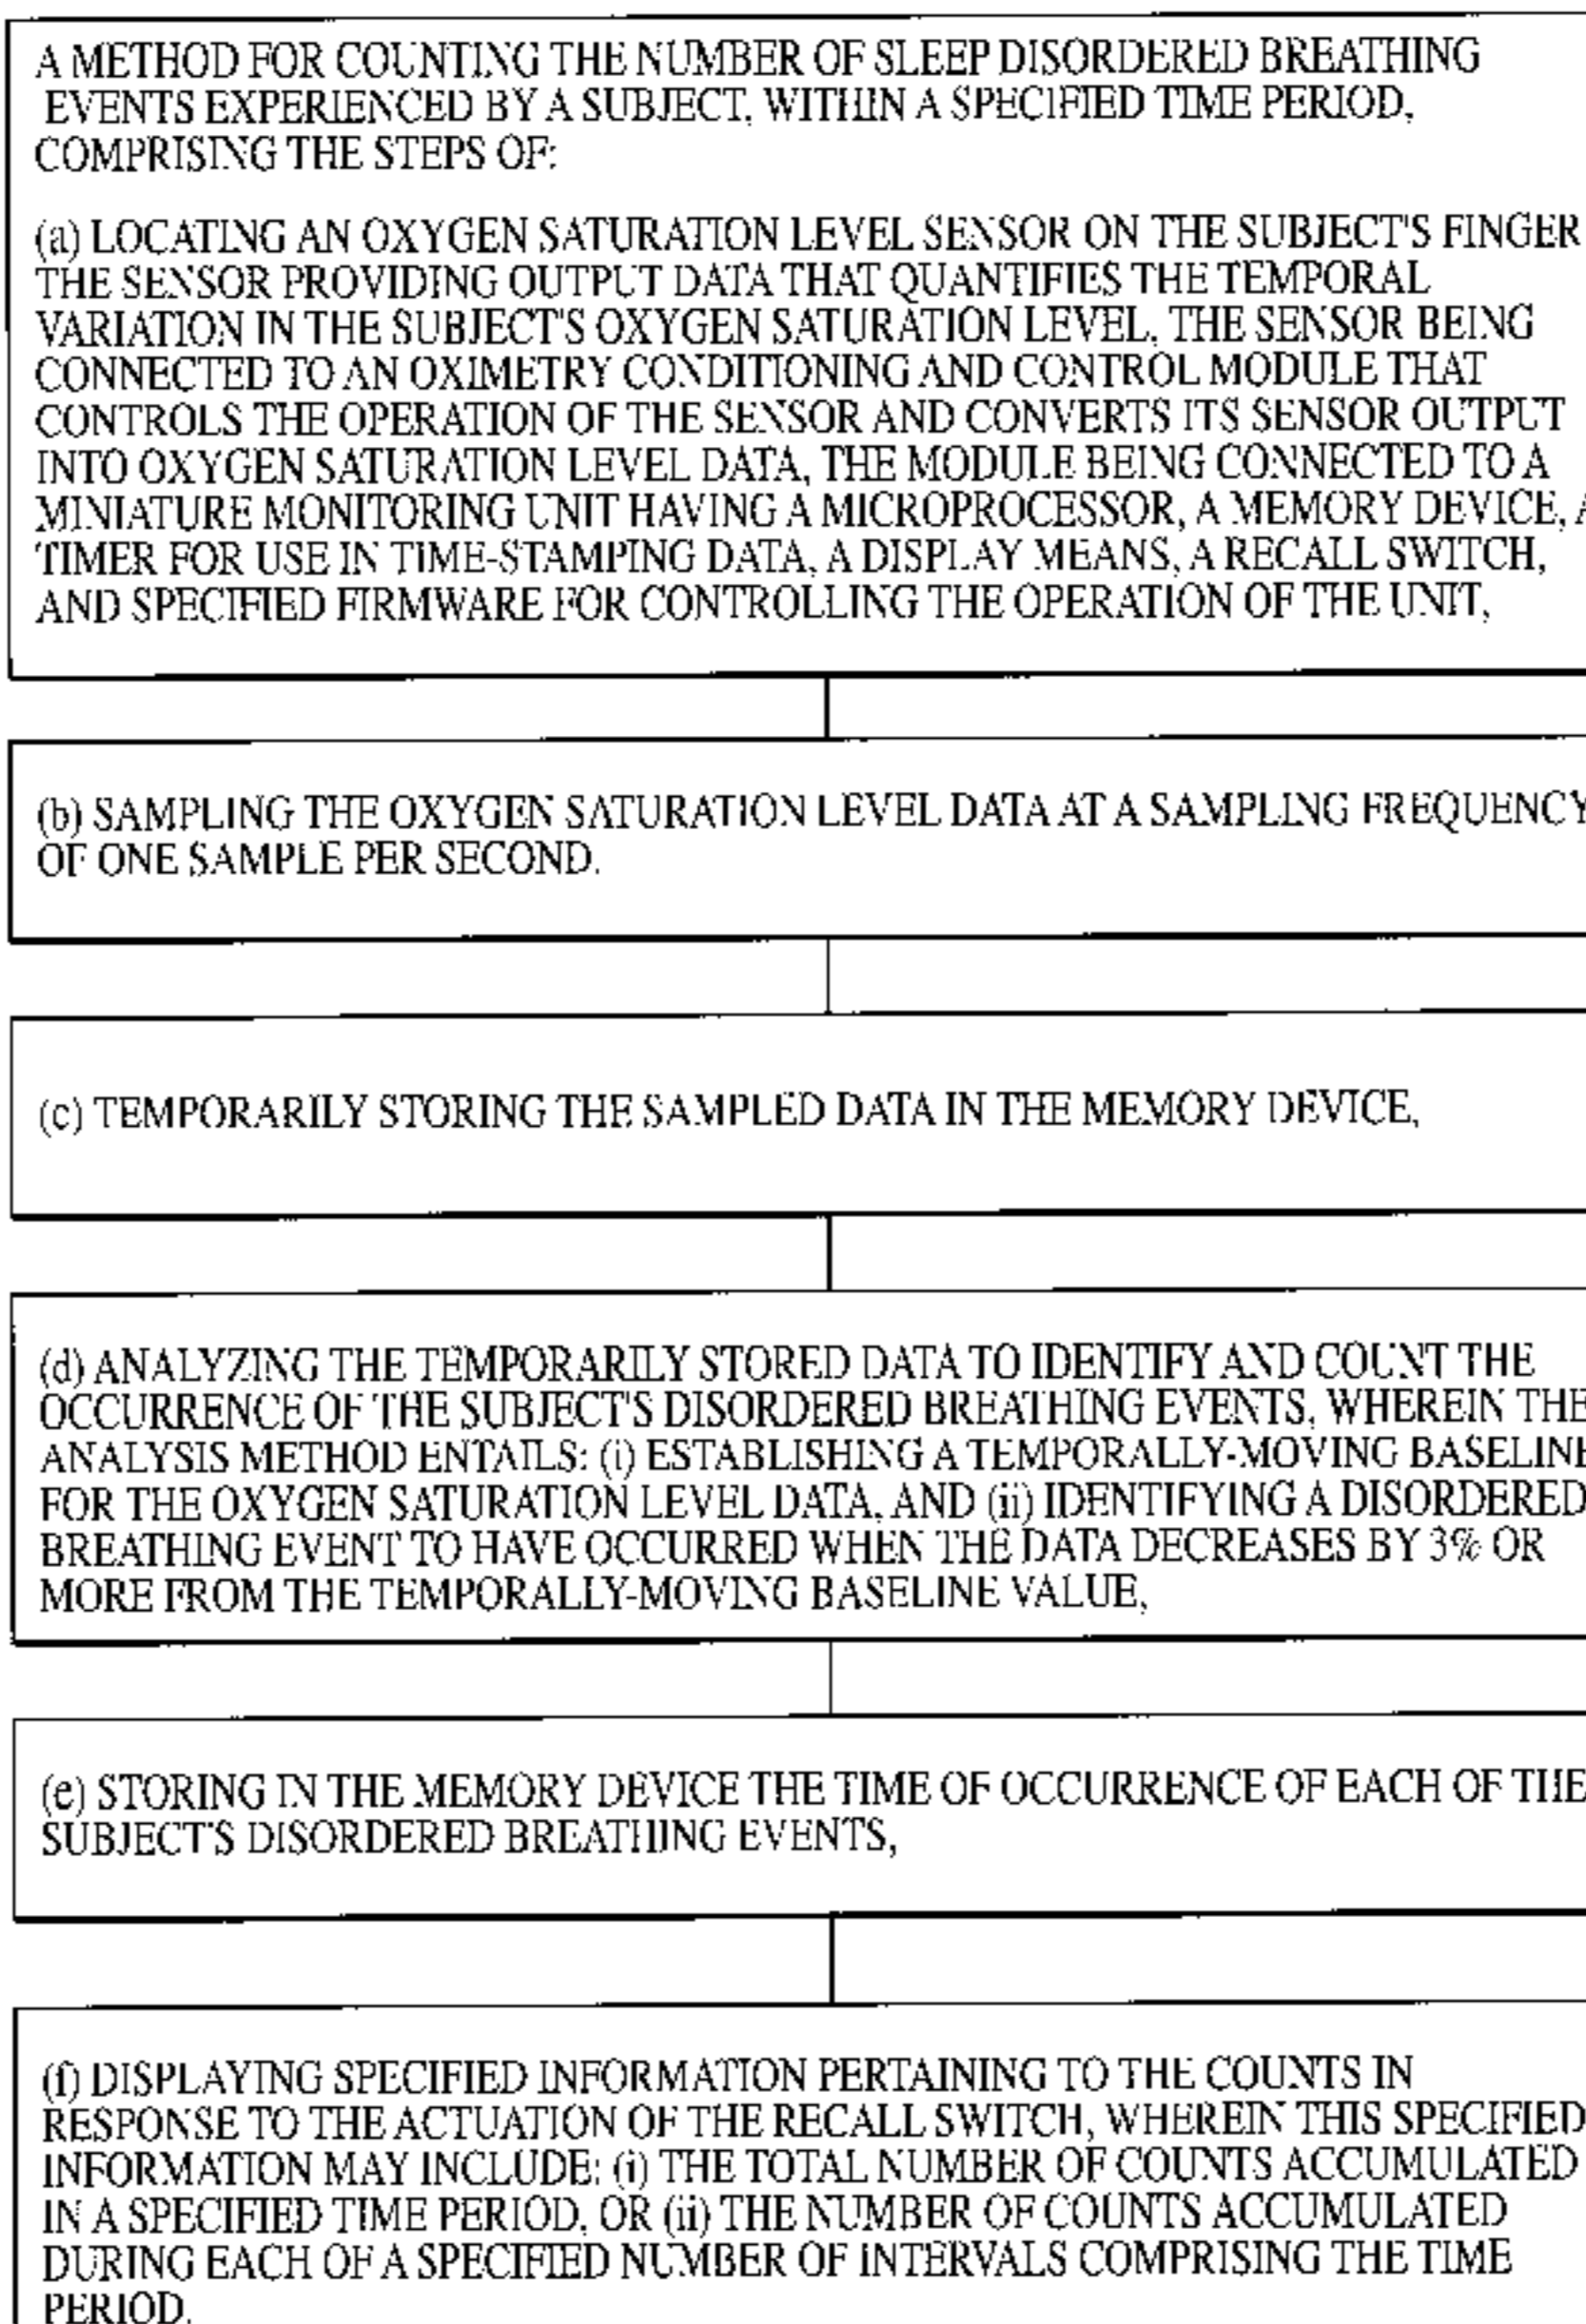 A METHOD FOR COUNTING THE NUMBER OF SLEEP DISORDERED BREATHING
EVENTS EXPERIENCED BY A SUBJECT, WITHIN A SPECIFIED TIME PERIOD,
COMPRISING THE STEPS OF:
(a) LOCATING AN OXYGEN SATURATION LEVEL SENSOR ON THE SUBJECT'S FINGER
THE SENSOR PROVIDING OUTPUT DATA THAT QUANTIFIES THE TEMPORAL
VARIATION IN THE SUBJECT'S OXYGEN SATURATION LEVEL, THE SENSOR BEING
CONNECTED TO AN OXIMETRY CONDITIONING AND CONTROL MODULE THAT
CONTROLS THE OPERATION OF THE SENSOR AND CONVERTS ITS SENSOR OUTPUT
INTO OXYGEN SATURATION LEVEL DATA, THE MODULE BEING CONNECTED TO A
MINIATURE MONITORING UNIT HAVING A MICROPROCESSOR, A MEMORY DEVICE, A
TIMER FOR USE IN TIME-STAMPING DATA, A DISPLAY MEANS, A RECALL SWITCH,
AND SPECIFIED FIRMWARE FOR CONTROLLING THE OPERATION OF THE UNIT,
(b) SAMPLING THE OXYGEN SATURATION LEVEL DATA AT A SAMPLING FREQUENCY
OF ONE SAMPLE PER SECOND.
(c) TEMPORARILY STORING THE SAMPLED DATA IN THE MEMORY DEVICE,
(d) ANALYZING THE TEMPORARILY STORED DATA TO IDENTIFY AND COUNT THE
OCCURRENCE OF THE SUBJECT'S DISORDERED BREATHING EVENTS, WHEREIN THE
ANALYSIS METHOD ENTAILS: (i) ESTABLISHING A TEMPORALLY-MOVING BASELINE
FOR THE OXYGEN SATURATION LEVEL DATA, AND (ii) IDENTIFYING A DISORDERED
BREATHING EVENT TO HAVE OCCURRED WHEN THE DATA DECREASES BY 3% OR
MORE FROM THE TEMPORALLY-MOVING BASELINE VALUE,
(e) STORING IN THE MEMORY DEVICE THE TIME OF OCCURRENCE OF EACH OF THE
SUBJECT'S DISORDERED BREATHING EVENTS,
(f) DISPLAYING SPECIFIED INFORMATION PERTAINING TO THE COUNTS IN
RESPONSE TO THE ACTUATION OF THE RECALL SWITCH, WHEREIN THIS SPECIFIED
INFORMATION MAY INCLUDE: (i) THE TOTAL NUMBER OF COUNTS ACCUMULATED
IN A SPECIFIED TIME PERIOD, OR (ii) THE NUMBER OF COUNTS ACCUMULATED
DURING EACH OF A SPECIFIED NUMBER OF INTERVALS COMPRISING THE TIME
PERIOD.